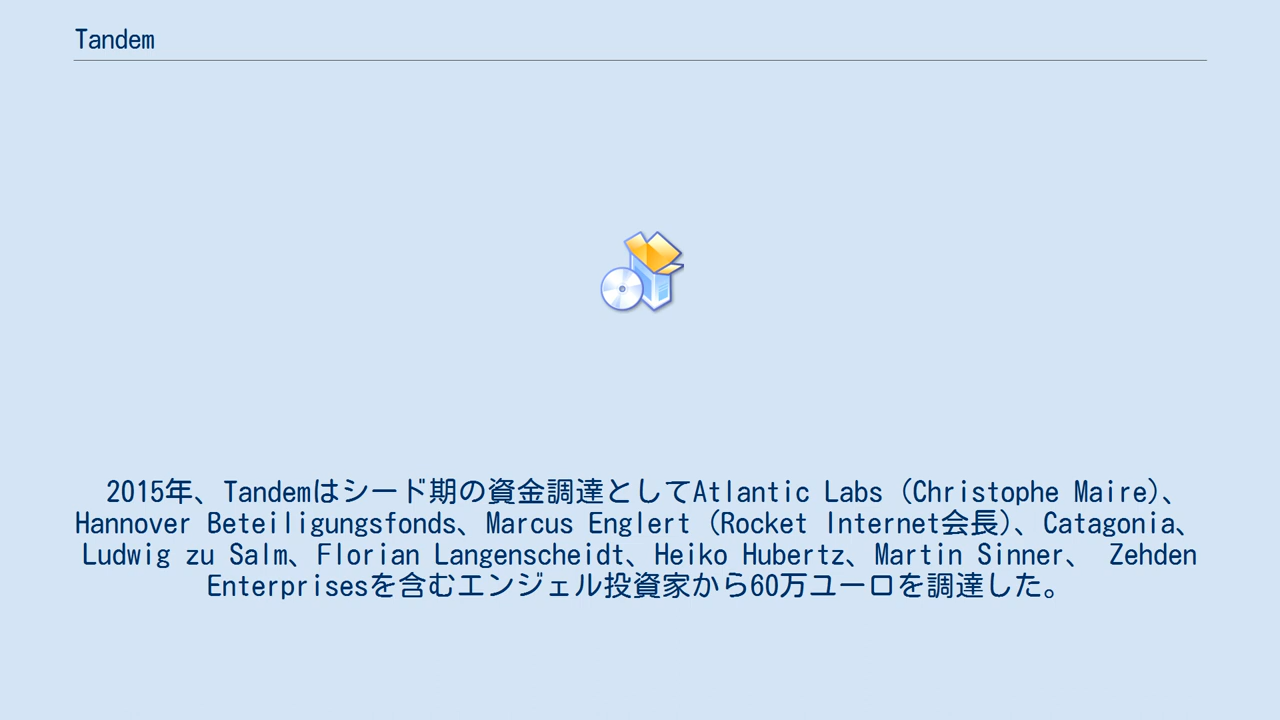 Tandem
2015年、Tandemはシード期の資金調達としてAtlantic Labs（Christophe Maire）、
Hannover Beteiligungsfonds、Marcus Englert（Rocket Internet会長）、Catagonia、
Ludwig zu Salm、Florian Langenscheidt、Heiko Hubertz、Martin Sinner、 Zehden
Enterprisesを含むエンジェル投資家から60万ユーロを調達した。